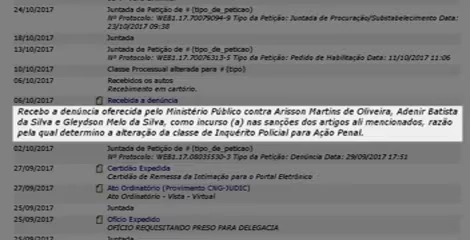 24/10/2017 Juntada de Petição de # {tipo_de_peticao}
Nº Protocolo: WEB1.17.70079094-9 Tipo da Petição: Juntada de Procuração/Substabelecimento Data:
23/10/2017 09:38
18/10/2017 Juntada
13/10/2017 Juntada de Petição de # {tipo_de_peticao}
Nº Protocolo: WEB1.17.70076313-5 Tipo da Petição: Pedido de Habilitação Data: 11/10/2017 11:06
10/10/2017 Classe Processual alterada para # {tipo}
06/10/2017 Recebidos os autos
Recebimento em cartório.
06/10/2017 Recebida a denúncia
Recebo a denúncia oferecida pelo Ministério Público contra Arisson Martins de Oliveira, Adenir Batista
da Silva e Gleydson Melo da Silva, como incurso (a) nas sanções dos artigos ali mencionados, razão
pela qual determino a alteração da classe de Inquérito Policial para Ação Penal.
02/10/2017 Juntada de Petição de # {tipo_de_peticao}
Nº Protocolo: WEB1.17.08035530-3 Tipo da Petição: Denúncia Data: 29/09/2017 17:51
27/09/2017 Certidão Expedida
Certidão de Remessa da Intimação para o Portal Eletrônico
27/09/2017 Ato Ordinatório (Provimento CNG-JUDIC)
Ato Ordinatório - Vista - Virtual
25/09/2017 Juntada
25/09/2017 Ofício Expedido
OFÍCIO REQUISITANDO PRESO PARA DELEGACIA
25/09/2017 Juntada